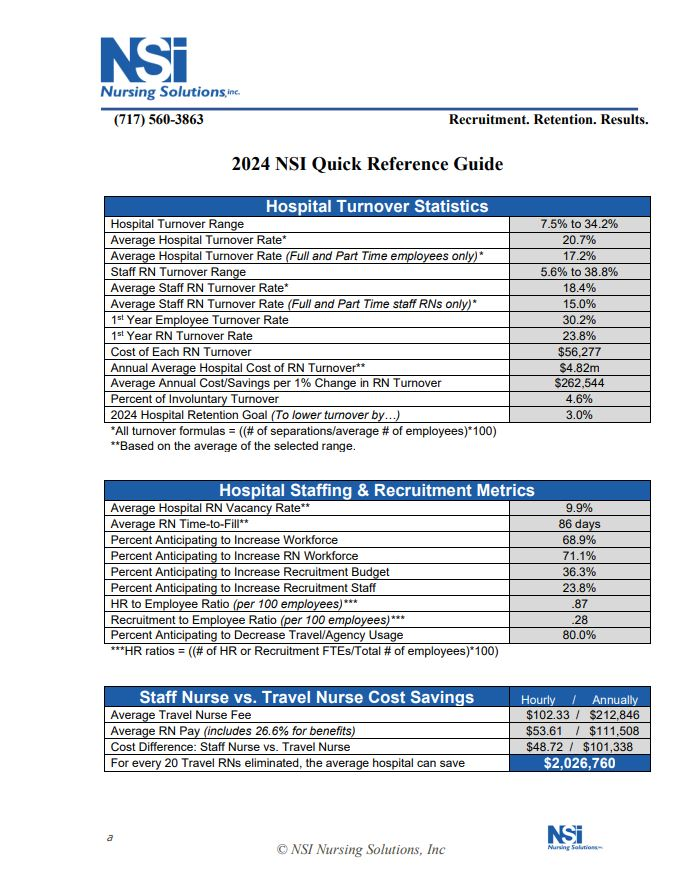 NSi
Nursing Solutions, inc.
(717) 560-3863 Recruitment. Retention. Results.
2024 NSI Quick Reference Guide
Hospital Turnover Statistics
Hospital Turnover Range 7.5% to 34.2%
Average Hospital Turnover Rate* 20.7%
Average Hospital Turnover Rate (Full and Part Time employees only)* 17.2%
Staff RN Turnover Range 5.6% to 38.8%
Average Staff RN Turnover Rate* 18.4%
Average Staff RN Turnover Rate (Full and Part Time staff RNs only)* 15.0%
1st Year Employee Turnover Rate 30.2%
1st Year RN Turnover Rate 23.8%
Cost of Each RN Turnover $56,277
Annual Average Hospital Cost of RN Turnover** $4.82m
Average Annual Cost/Savings per 1% Change in RN Turnover $262,544
Percent of Involuntary Turnover 4.6%
2024 Hospital Retention Goal (To lower turnover by…) 3.0%
*All turnover formulas = ((# of separations/average # of employees)*100)
**Based on the average of the selected range.
Hospital Staffing & Recruitment Metrics
Average Hospital RN Vacancy Rate** 9.9%
Average RN Time-to-Fill** 86 days
Percent Anticipating to Increase Workforce 68.9%
Percent Anticipating to Increase RN Workforce 71.1%
Percent Anticipating to Increase Recruitment Budget 36.3%
Percent Anticipating to Increase Recruitment Staff 23.8%
HR to Employee Ratio (per 100 employees)*** .87
Recruitment to Employee Ratio (per 100 employees)*** .28
Percent Anticipating to Decrease Travel/Agency Usage 80.0%
***HR ratios = ((# of HR or Recruitment FTEs/Total # of employees)*100)
Staff Nurse vs. Travel Nurse Cost Savings Hourly / Annually
Average Travel Nurse Fee $102.33 / $212,846
Average RN Pay (includes 26.6% for benefits) $53.61 / $111,508
Cost Difference: Staff Nurse vs. Travel Nurse $48.72 / $101,338
For every 20 Travel RNs eliminated, the average hospital can save $2,026,760
a
© NSI Nursing Solutions, Inc
NSi
Nursing Solutions, inc.